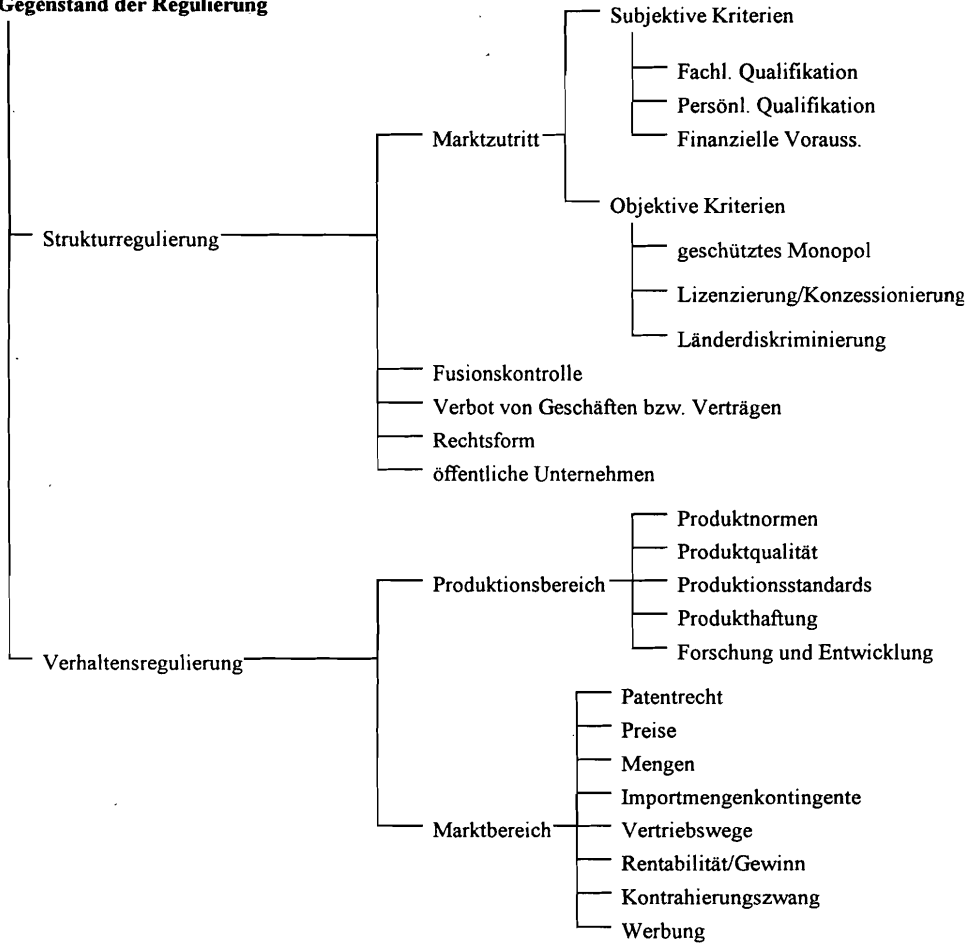 Gegenstand der Regulierung
Subjektive Kriterien
Fachl. Qualifikation
Persönl. Qualifikation
Finanzielle Vorauss.
Marktzutritt
Objektive Kriterien
geschütztes Monopol
Lizenzierung/Konzessionierung
Länderdiskriminierung
Strukturregulierung
Fusionskontrolle
Verbot von Geschäften bzw. Verträgen
Rechtsform
öffentliche Unternehmen
Produktnormen
Produktqualität
Produktionsbereich
Produktionsstandards
Produkthaftung
Forschung und Entwicklung
Verhaltensregulierung
Patentrecht
Preise
Mengen
Importmengenkontingente
Marktbereich
Vertriebswege
Rentabilität/Gewinn
Kontrahierungszwang
Werbung